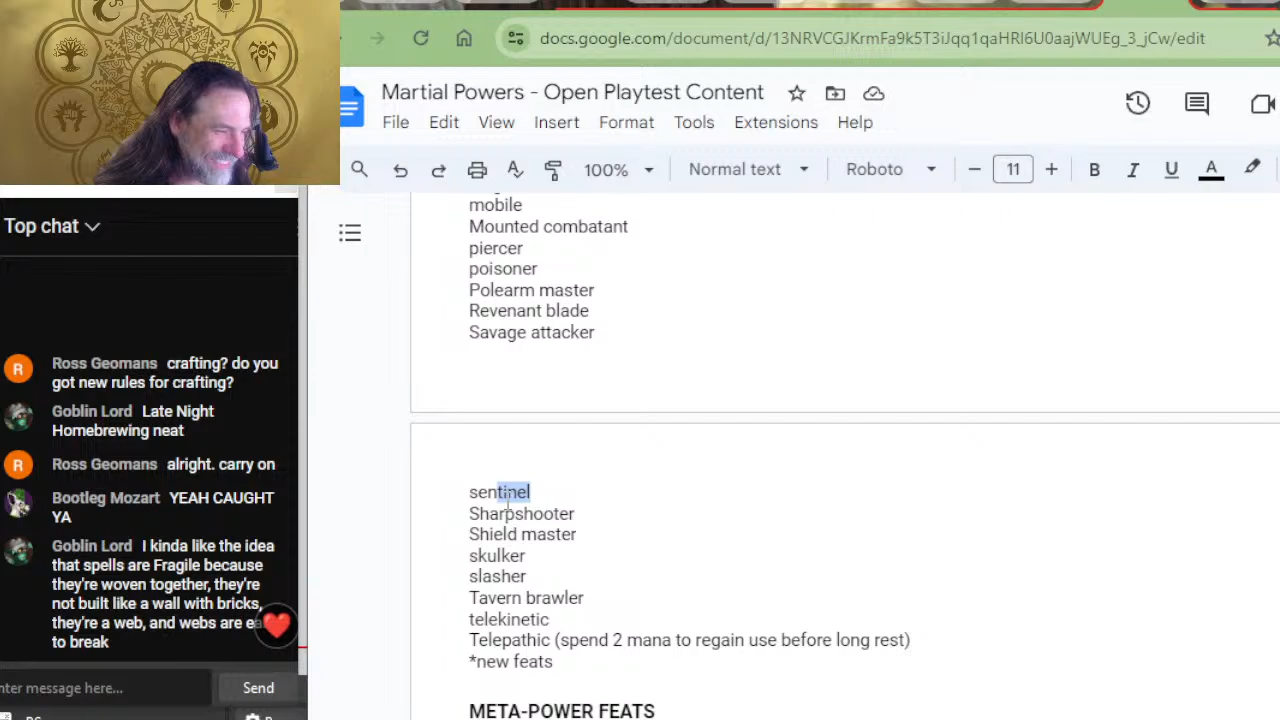 docs.google.com/document/d/13NRVCGJKrmFa9k5T3iJqq1qaHRl6U0aajWUEg_3_jCw/edit
Martial Powers - Open Playtest Content
File Edit View Insert Format Tools Extensions Help
100% Normal text Roboto 11 B I U A
Top chat
Ross Geomans crafting? do you
got new rules for crafting?
Goblin Lord Late Night
Homebrewing neat
R
Ross Geomans alright. carry on
R
Bootleg Mozart YEAH CAUGHT
YA
Goblin Lord I kinda like the idea
that spells are Fragile because
they're woven together, they're
not built like a wall with bricks,
they're a web, and webs are
to break
nter message here...
Send
mobile
Mounted combatant
piercer
poisoner
Polearm master
Revenant blade
Savage attacker
sentinel
Sharpshooter
Shield master
skulker
slasher
Tavern brawler
telekinetic
Telepathic (spend 2 mana to regain use before long rest)
*new feats
META-POWER FEATS